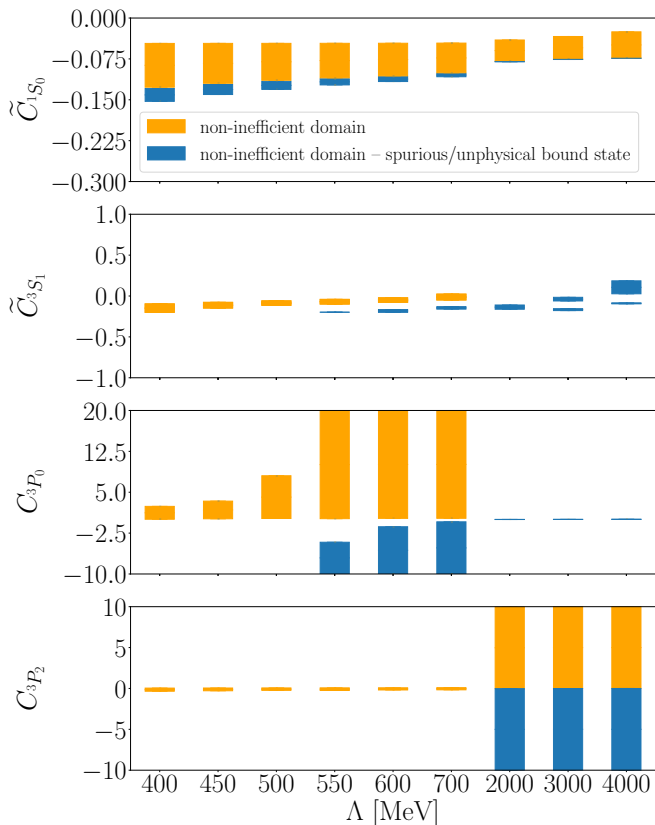 0.000
−0.075
−0.150
−0.225
−0.300
C̃1S0
non-inefficient domain
non-inefficient domain – spurious/unphysical bound state
1.0
0.5
0.0
−0.5
−1.0
C̃3S1
20.0
12.5
5.0
−2.5
−10.0
C3P0
10
5
0
−5
−10
C3P2
400 450 500 550 600 700 2000 3000 4000
Λ [MeV]